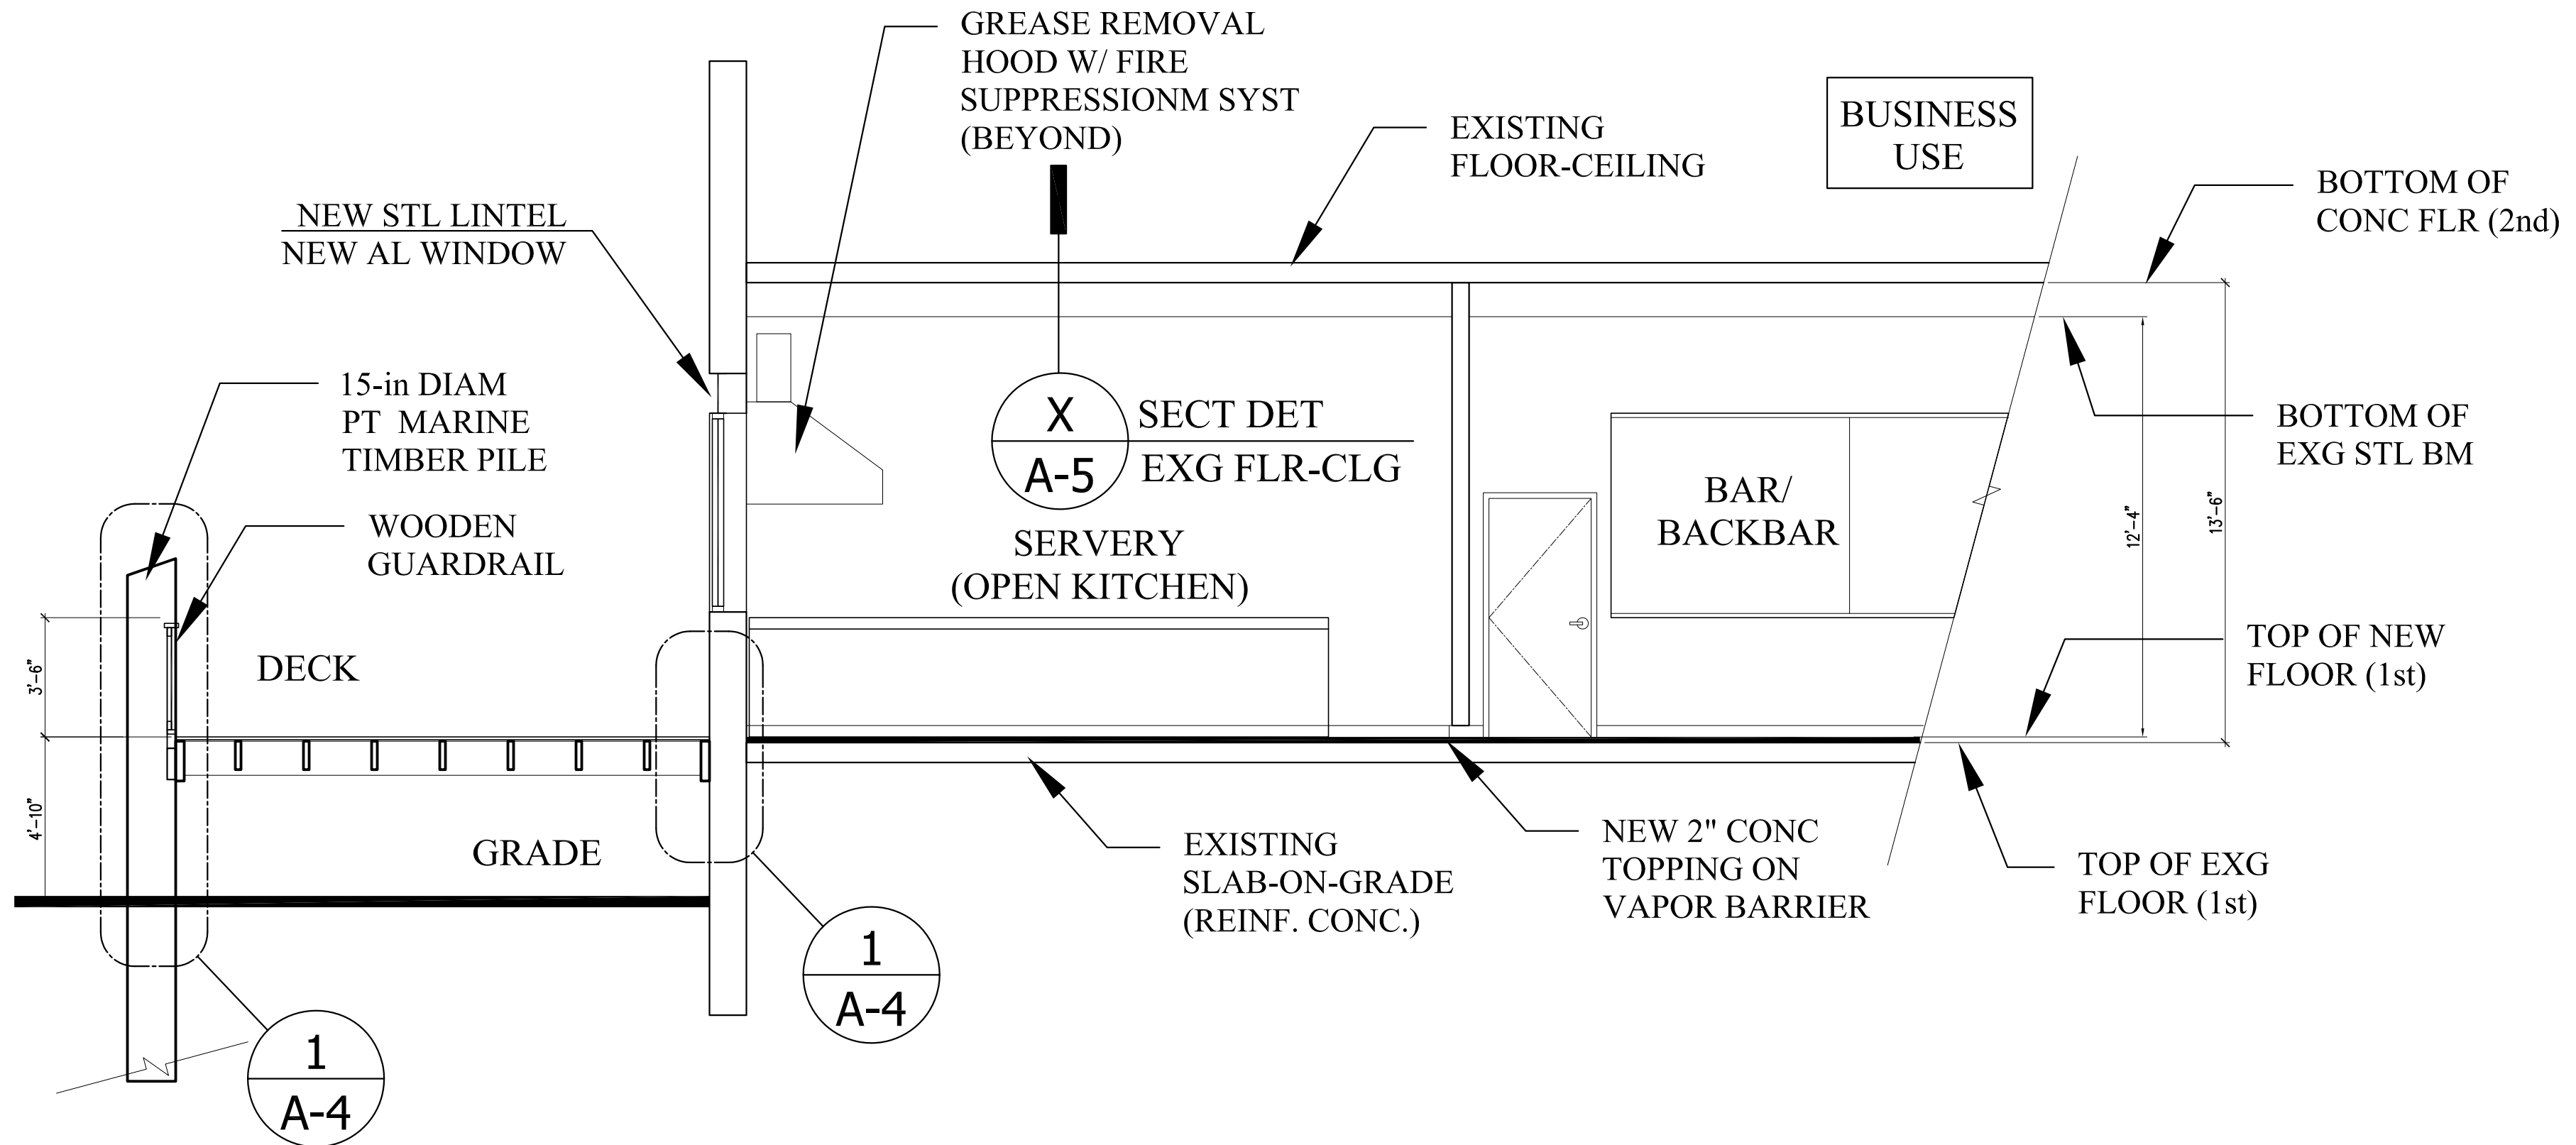 GREASE REMOVAL
HOOD W/ FIRE
SUPPRESSIONM SYST
(BEYOND)
BUSINESS
USE
EXISTING
FLOOR-CEILING
BOTTOM OF
CONC FLR (2nd)
NEW STL LINTEL
NEW AL WINDOW
15-in DIAM
PT MARINE
TIMBER PILE
X
A-5
SECT DET
EXG FLR-CLG
BOTTOM OF
EXG STL BM
BAR/
BACKBAR
WOODEN
GUARDRAIL
SERVERY
(OPEN KITCHEN)
12'-4"
13'-6"
3'-6"
DECK
TOP OF NEW
FLOOR (1st)
4'-10"
GRADE
EXISTING
SLAB-ON-GRADE
(REINF. CONC.)
NEW 2" CONC
TOPPING ON
VAPOR BARRIER
TOP OF EXG
FLOOR (1st)
1
A-4
1
A-4